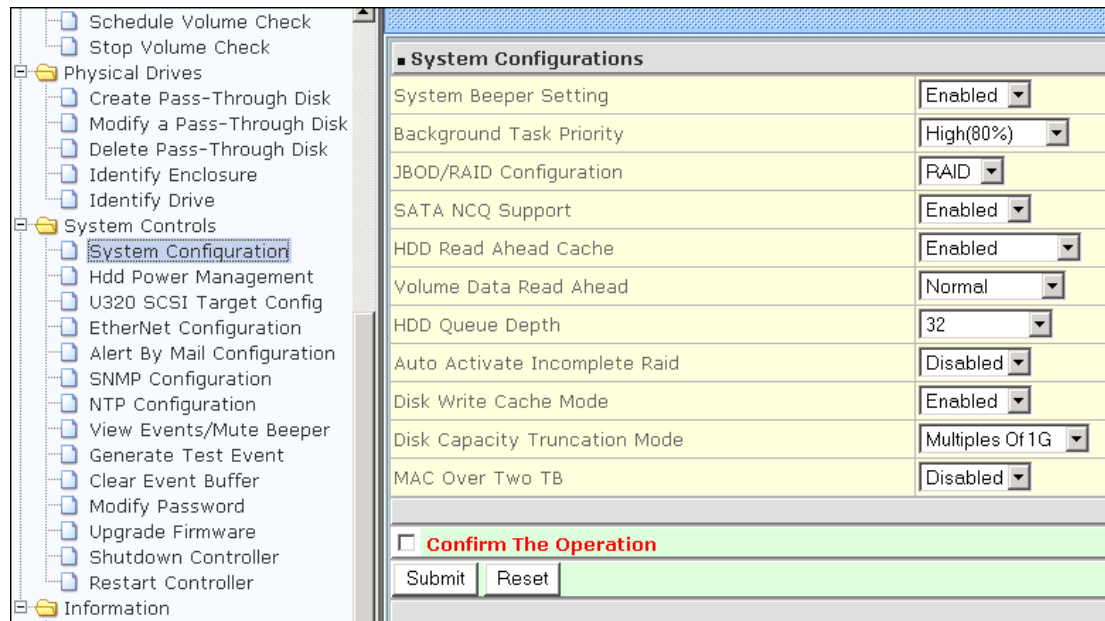 Schedule Volume Check
Stop Volume Check
Physical Drives
Create Pass-Through Disk
Modify a Pass-Through Disk
Delete Pass-Through Disk
Identify Enclosure
Identify Drive
System Controls
System Configuration
Hdd Power Management
U320 SCSI Target Config
EtherNet Configuration
Alert By Mail Configuration
SNMP Configuration
NTP Configuration
View Events/Mute Beeper
Generate Test Event
Clear Event Buffer
Modify Password
Upgrade Firmware
Shutdown Controller
Restart Controller
Information
System Configurations
System Beeper Setting Enabled
Background Task Priority High(80%)
JBOD/RAID Configuration RAID
SATA NCQ Support Enabled
HDD Read Ahead Cache Enabled
Volume Data Read Ahead Normal
HDD Queue Depth 32
Auto Activate Incomplete Raid Disabled
Disk Write Cache Mode Enabled
Disk Capacity Truncation Mode Multiples Of 1G
MAC Over Two TB Disabled
Confirm The Operation
Submit Reset